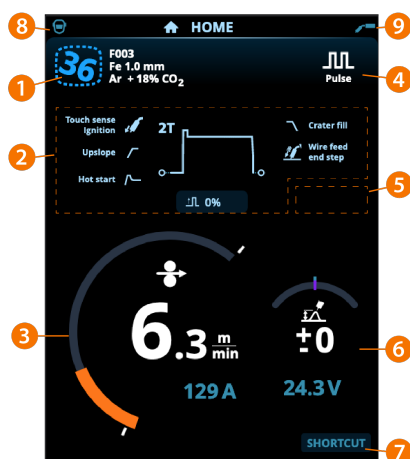 8
HOME
9
36
F003
Fe 1.0 mm
Ar + 18% CO2
Pulse
1
4
Touch sense
Ignition
2T
Crater fill
2
Upslope
Wire feed
end step
Hot start
5
0%
3
6.3 m/min
±0
6
129 A
24.3 V
SHORTCUT
7